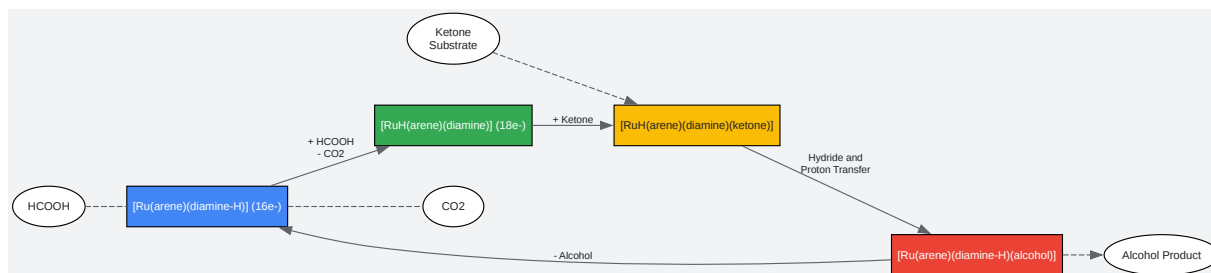 Ketone
Substrate
[RuH(arene)(diamine)] (18e-)
+ Ketone
[RuH(arene)(diamine)(ketone)]
+ HCOOH
- CO2
Hydride and
Proton Transfer
HCOOH
[Ru(arene)(diamine-H)] (16e-)
CO2
- Alcohol
[Ru(arene)(diamine-H)(alcohol)]
Alcohol Product